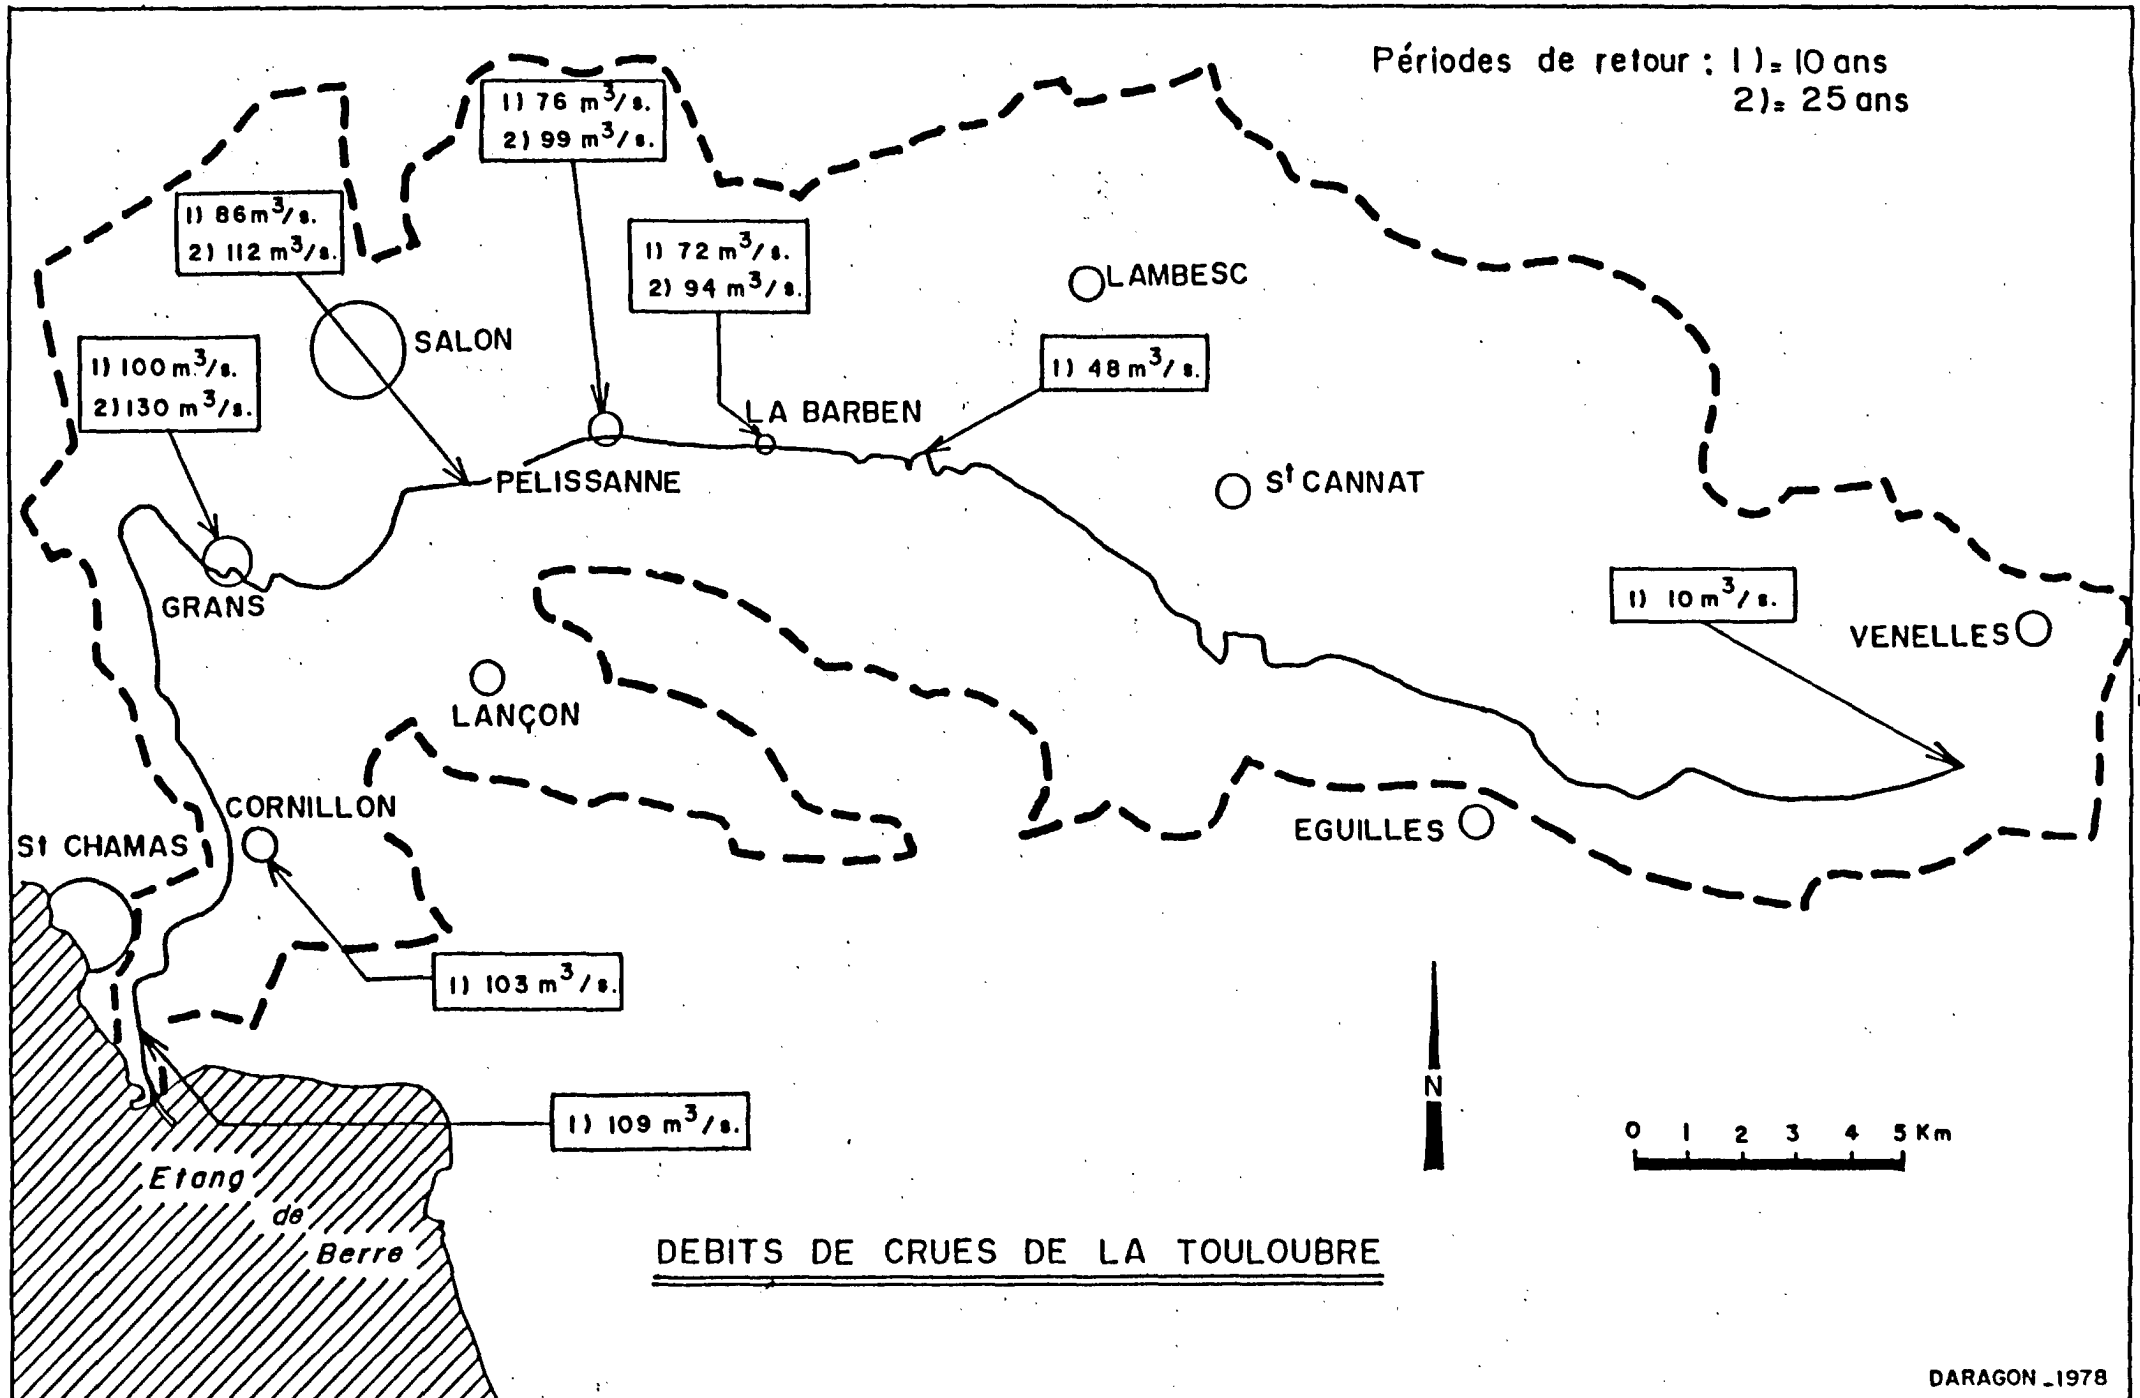 Périodes de retour : 1)= 10 ans
2)= 25 ans
1) 76 m³/s.
2) 99 m³/s.
1) 86 m³/s.
2) 112 m³/s.
1) 72 m³/s.
2) 94 m³/s.
LAMBESC
SALON
1) 100 m³/s.
2) 130 m³/s.
1) 48 m³/s.
LA BARBEN
PELISSANNE
Sᵗ CANNAT
GRANS
1) 10 m³/s.
VENELLES
LANÇON
CORNILLON
St CHAMAS
EGUILLES
1) 103 m³/s.
N
1) 109 m³/s.
0 1 2 3 4 5 Km
Etang
de
Berre
DEBITS DE CRUES DE LA TOULOUBRE
DARAGON _1978